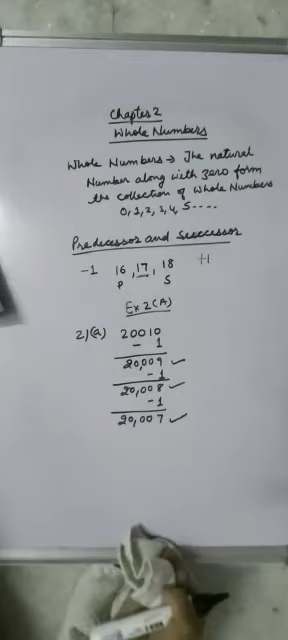 Chapter 2
Whole Numbers
Whole Numbers → The natural
Number along with zero form
the collection of Whole Numbers
0, 1, 2, 3, 4, 5 ....
Predecessor and Successor
-1 16, 17, 18 +1
P S
Ex 2(A)
2)(a) 20010
- 1
20,009 ✓
- 1
20,008 ✓
- 1
20,007 ✓